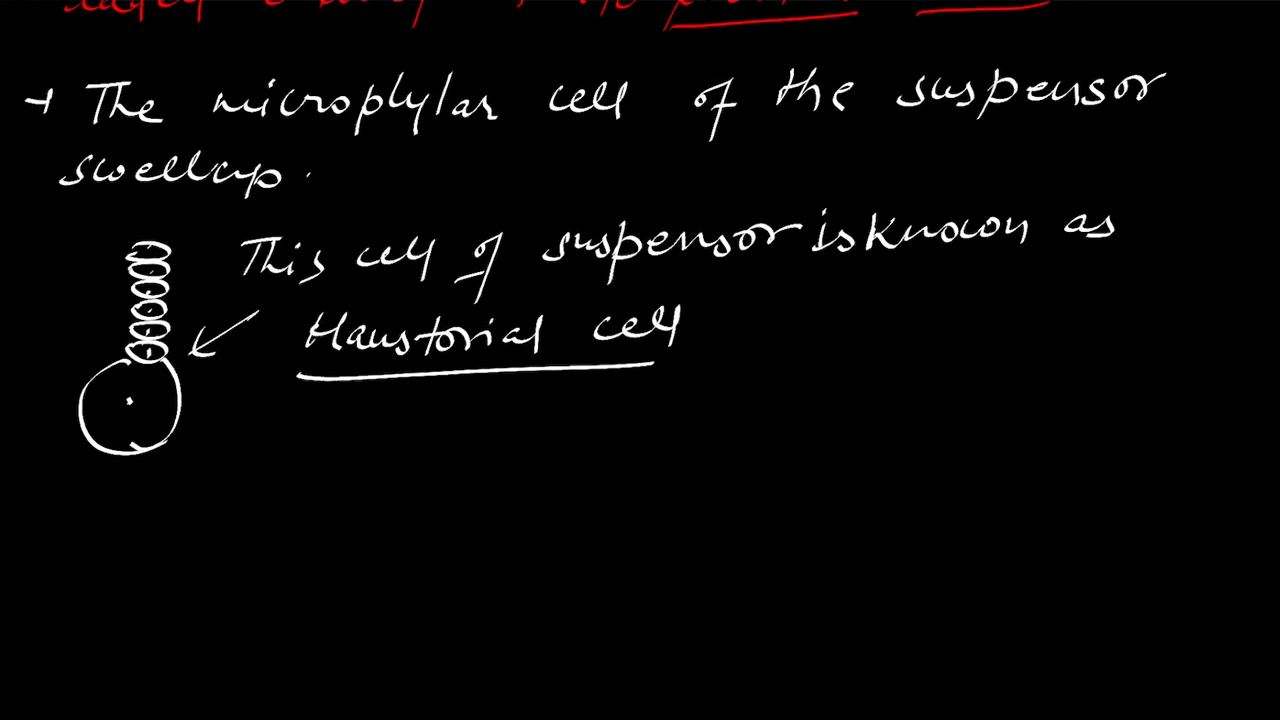 → The microphylar cell of the suspensor
swellup.
This cell of suspensor is known as
Haustorial cell